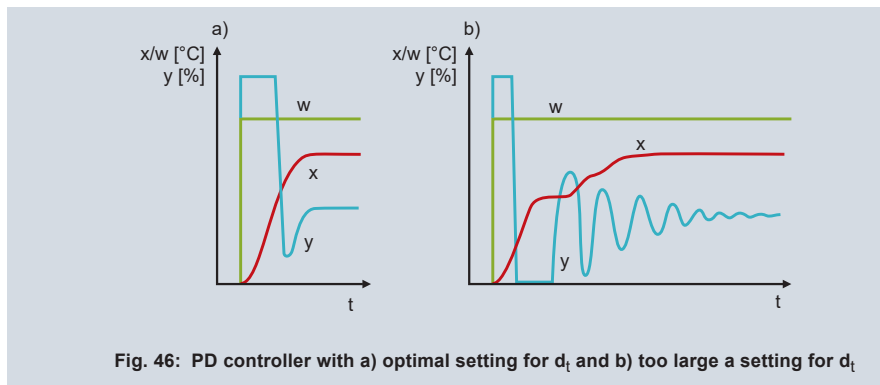 a)
x/w [°C]
y [%]
w
x
y
t
b)
x/w [°C]
y [%]
w
x
y
t
Fig. 46: PD controller with a) optimal setting for dt and b) too large a setting for dt